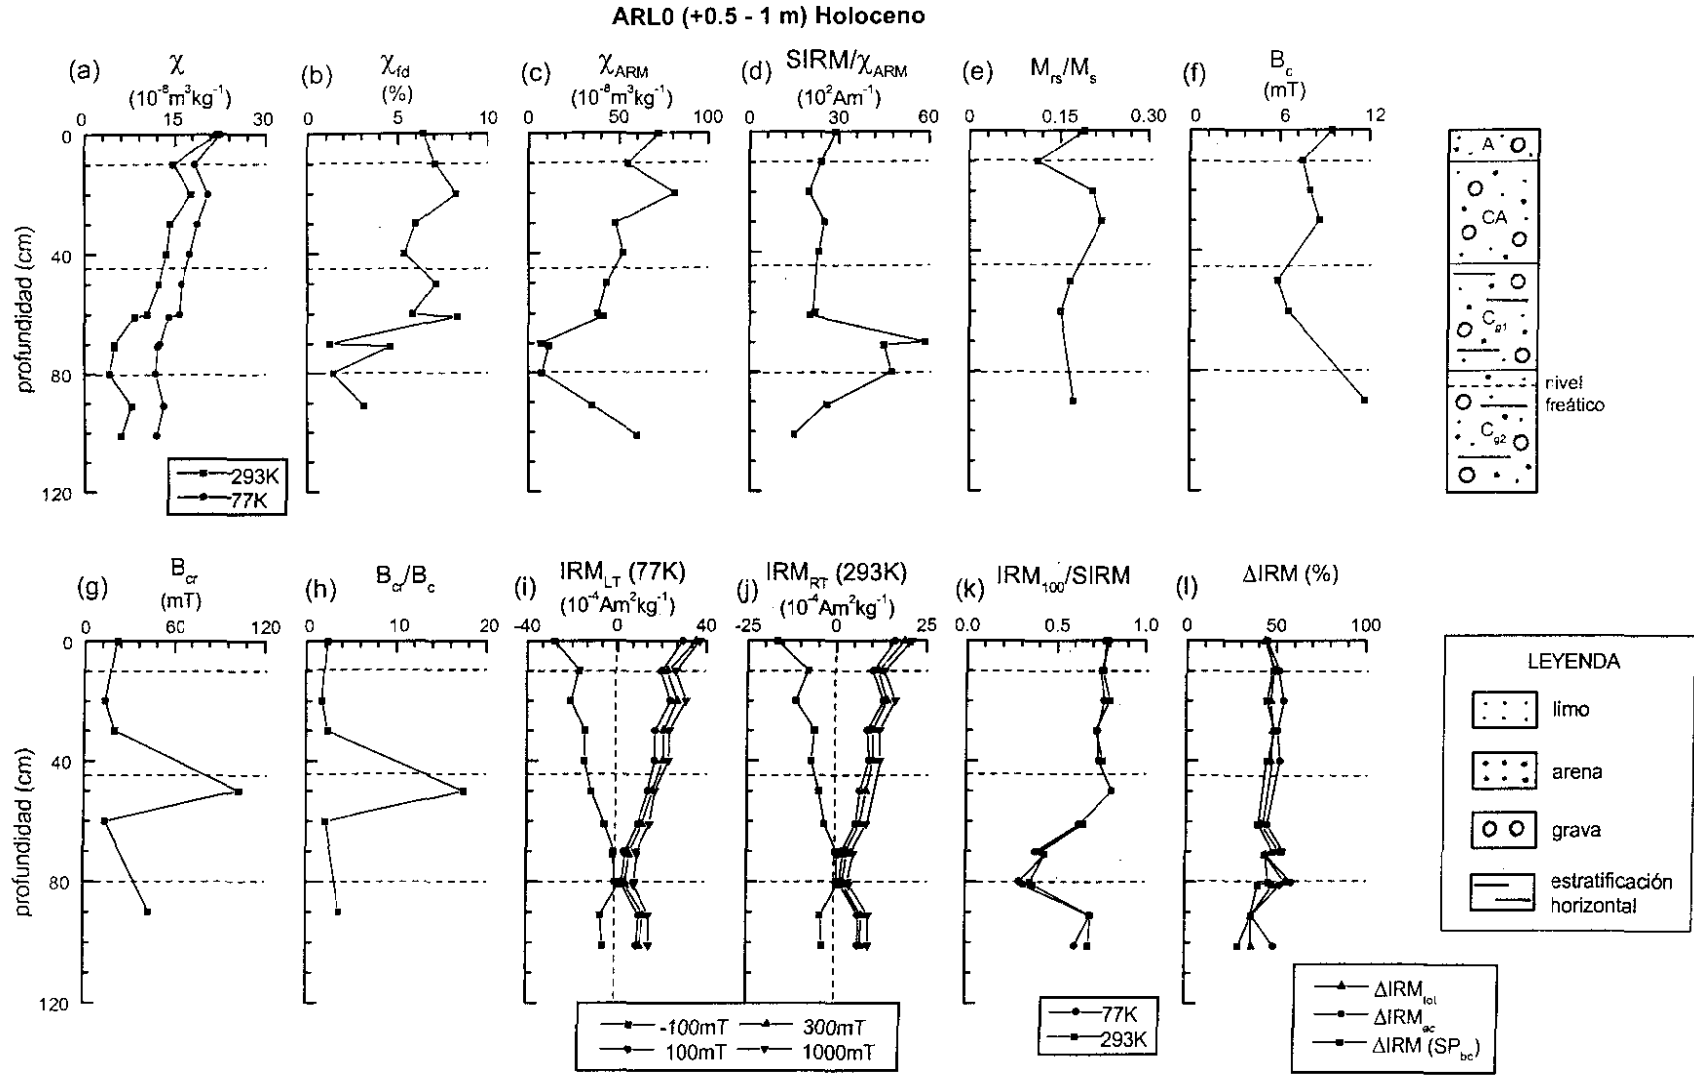 ARL0 (+0.5 - 1 m) Holoceno
(a) χ (10⁻⁸m³kg⁻¹)
0 15 30
(b) χfd (%)
0 5 10
(c) χARM (10⁻⁸m³kg⁻¹)
0 50 100
(d) SIRM/χARM (10²Am⁻¹)
0 30 60
(e) Mrs/Ms
0 0.15 0.30
(f) Bc (mT)
0 6 12
profundidad (cm)
0
40
80
120
293K
77K
A
CA
Cg1
Cg2
nivel
freático
(g) Bcr (mT)
0 60 120
(h) Bcr/Bc
0 10 20
(i) IRMLT (77K) (10⁻⁴Am²kg⁻¹)
-40 0 40
(j) IRMRT (293K) (10⁻⁴Am²kg⁻¹)
-25 0 25
(k) IRM100/SIRM
0.0 0.5 1.0
(l) ΔIRM (%)
0 50 100
profundidad (cm)
0
40
80
120
-100mT 300mT
100mT 1000mT
77K
293K
ΔIRMtot
ΔIRMac
ΔIRM (SPbc)
LEYENDA
limo
arena
grava
estratificación
horizontal